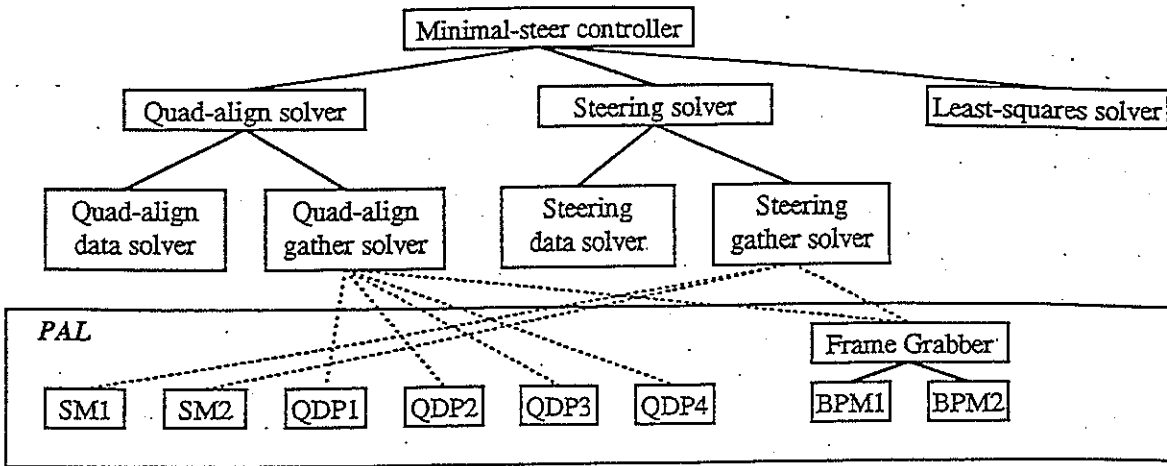 Minimal-steer controller
Quad-align solver
Steering solver
Least-squares solver
Quad-align
data solver
Quad-align
gather solver
Steering
data solver
Steering
gather solver
PAL
Frame Grabber
SM1
SM2
QDP1
QDP2
QDP3
QDP4
BPM1
BPM2